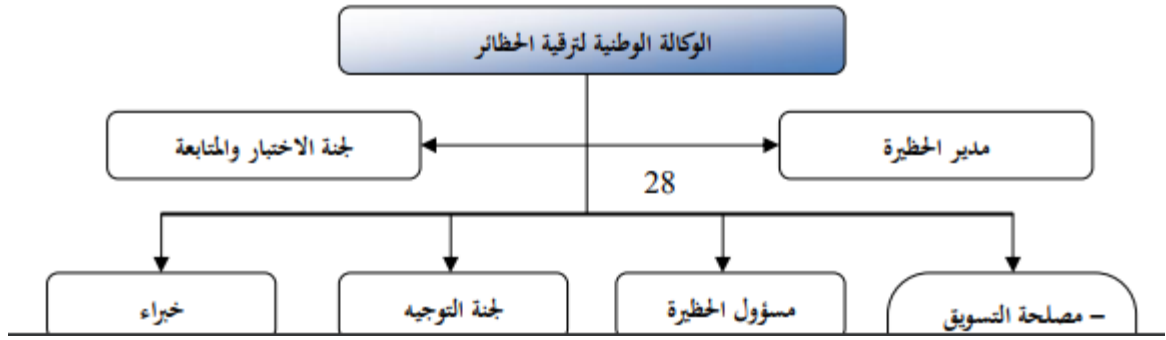 الوكالة الوطنية لترقية الحظائر
مدير الحظيرة
لجنة الاختبار والمتابعة
28
– مصلحة التسويق
مسؤول الحظيرة
لجنة التوجيه
خبراء